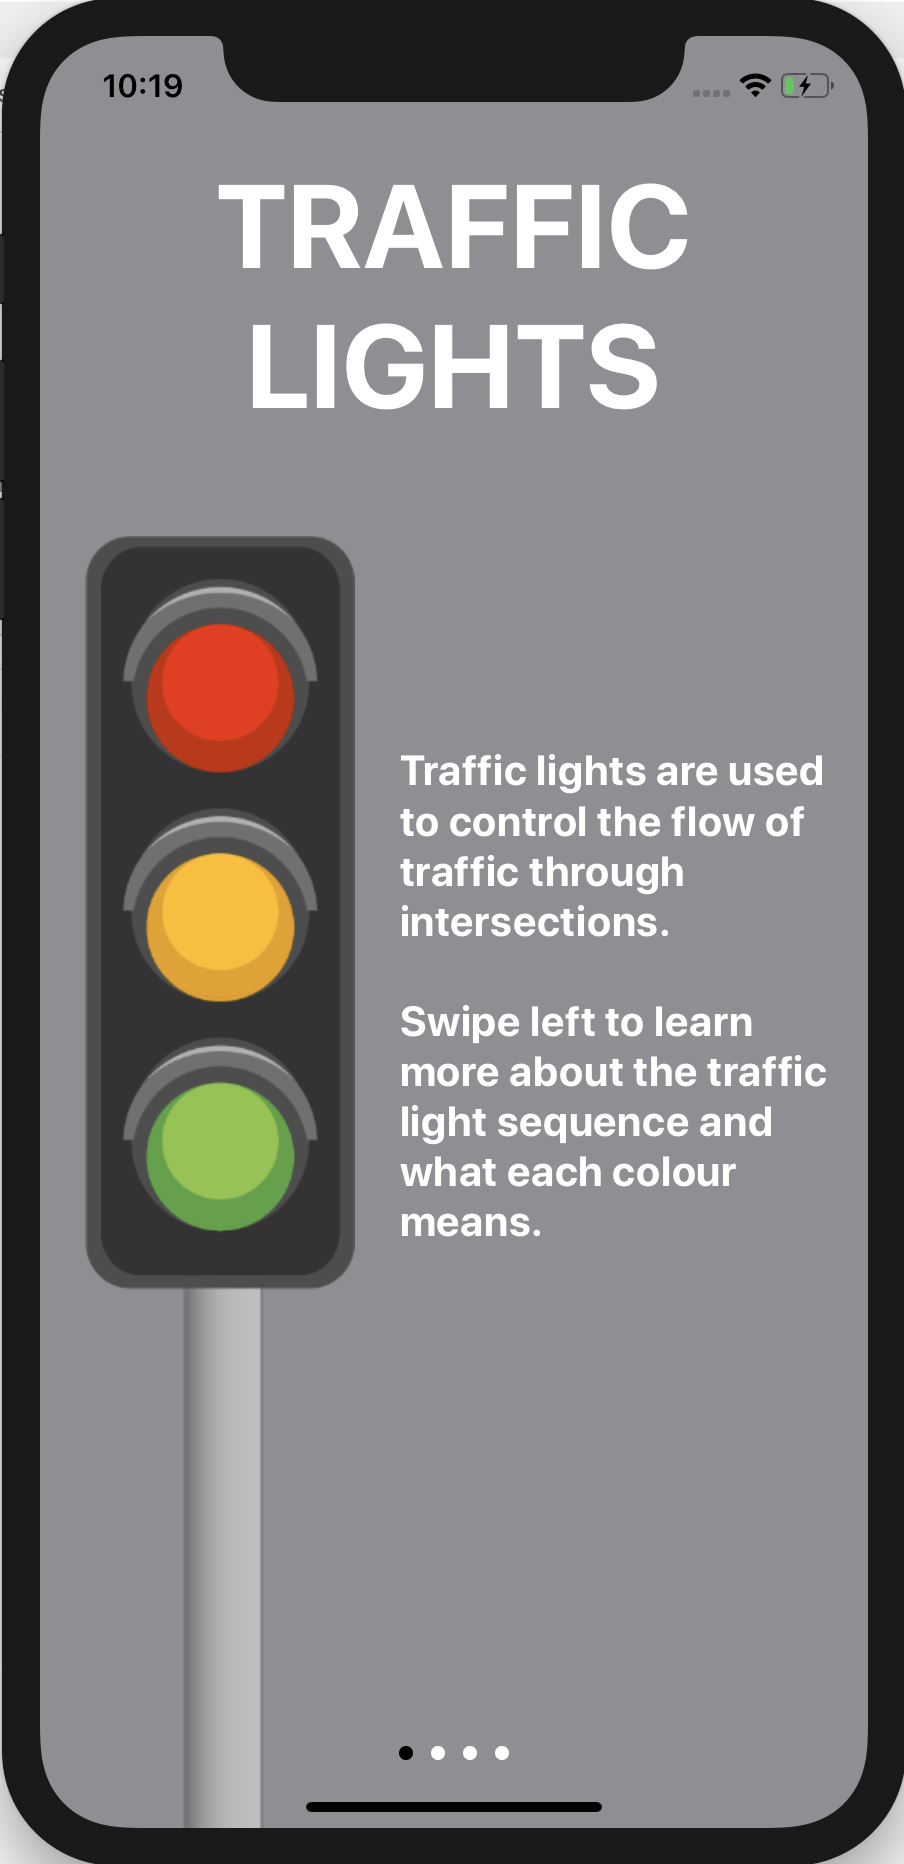 10:19
TRAFFIC
LIGHTS
Traffic lights are used
to control the flow of
traffic through
intersections.
Swipe left to learn
more about the traffic
light sequence and
what each colour
means.